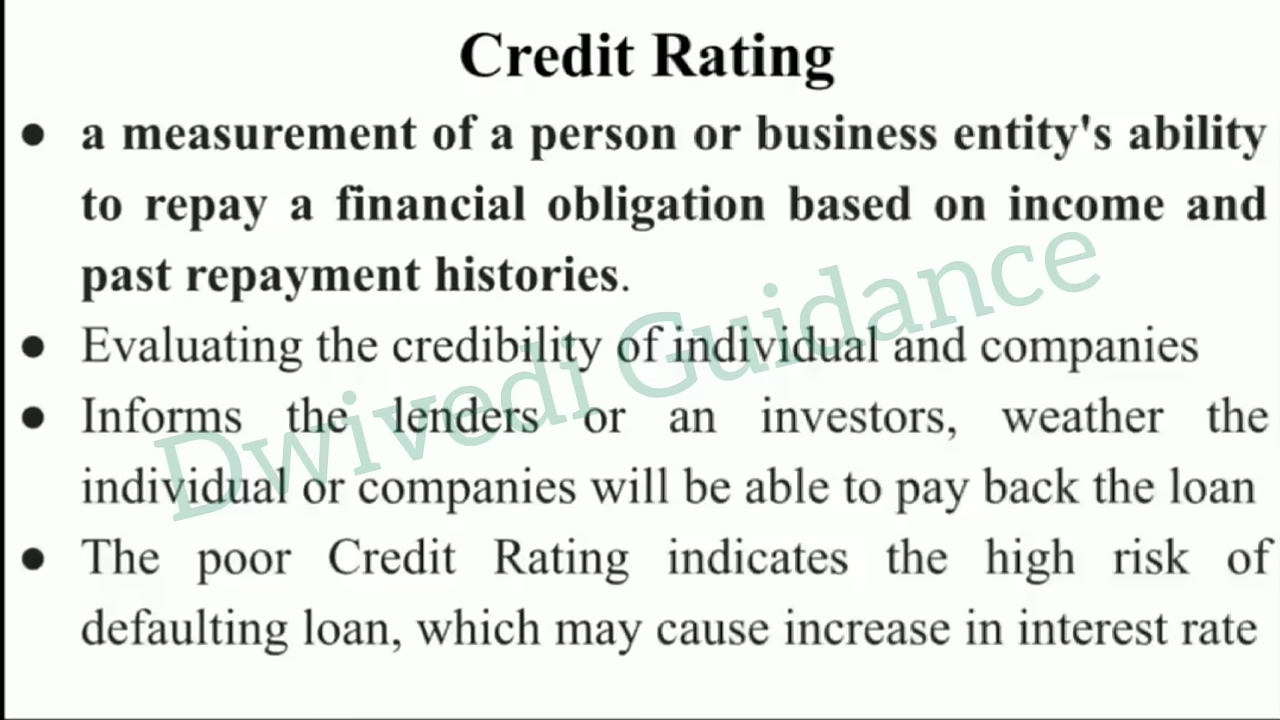 Credit Rating
● a measurement of a person or business entity's ability
to repay a financial obligation based on income and
past repayment histories.
● Evaluating the credibility of individual and companies
● Informs the lenders or an investors, weather the
individual or companies will be able to pay back the loan
● The poor Credit Rating indicates the high risk of
defaulting loan, which may cause increase in interest rate
Dwivedi Guidance